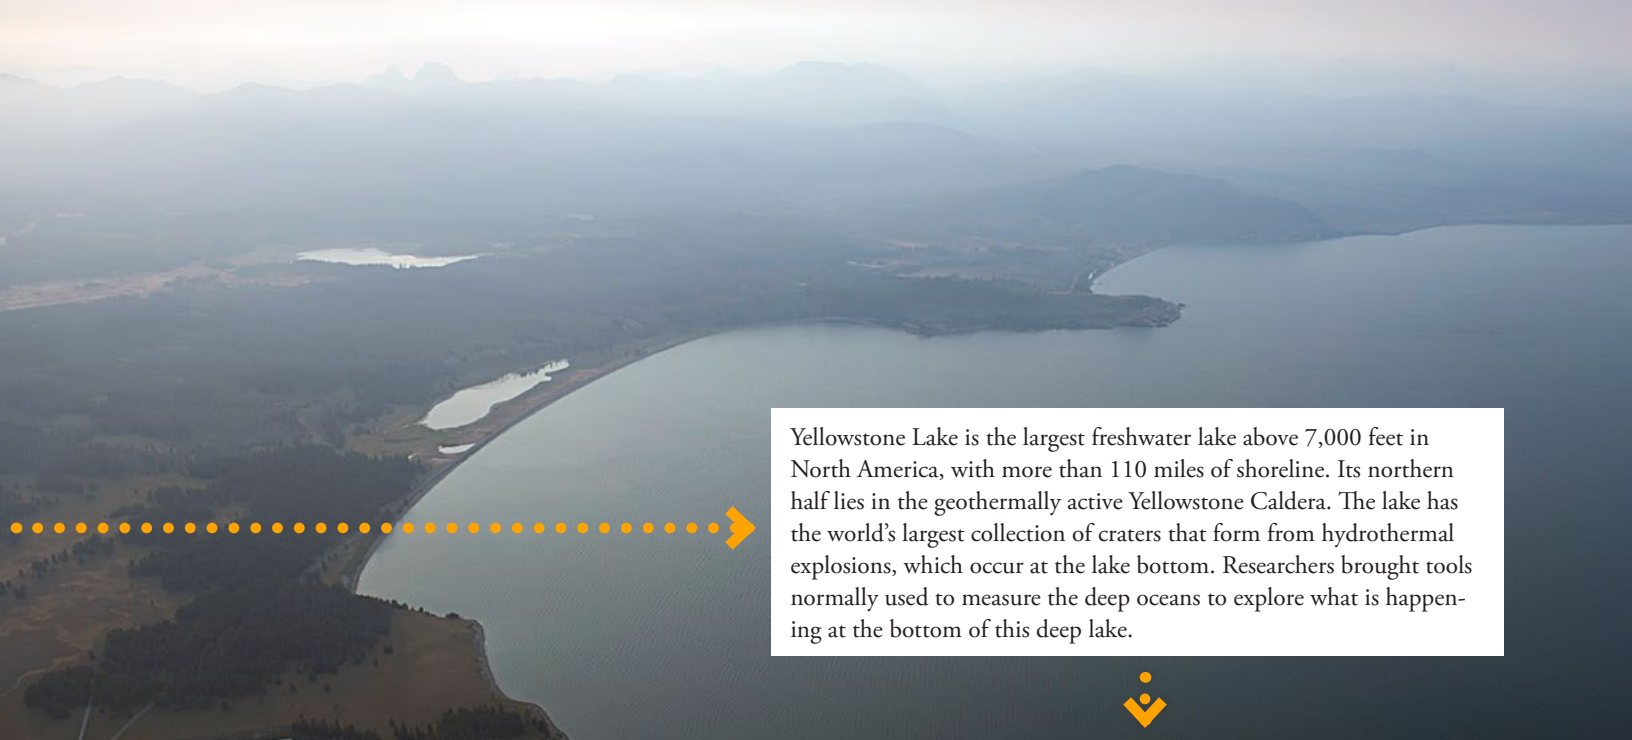 Yellowstone Lake is the largest freshwater lake above 7,000 feet in
North America, with more than 110 miles of shoreline. Its northern
half lies in the geothermally active Yellowstone Caldera. The lake has
the world’s largest collection of craters that form from hydrothermal
explosions, which occur at the lake bottom. Researchers brought tools
normally used to measure the deep oceans to explore what is happen-
ing at the bottom of this deep lake.